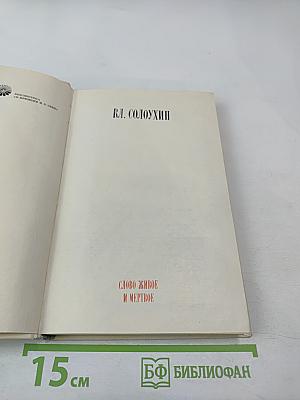 ВЛ. СОЛОУХИН
СЛОВО ЖИВОЕ
И МЕРТВОЕ
15 см
БФ БИБЛИОФАН